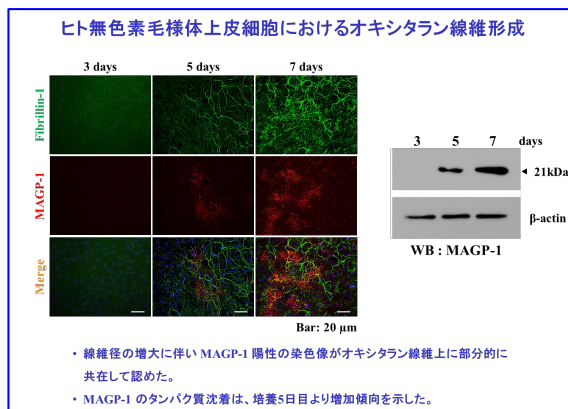 ヒト無色素毛様体上皮細胞におけるオキシタラン線維形成
3 days 5 days 7 days
Fibrillin-1
MAGP-1
Merge
Bar: 20 µm
3 5 7 days
21kDa
β-actin
WB : MAGP-1
・ 線維径の増大に伴い MAGP-1 陽性の染色像がオキシタラン線維上に部分的に
共在して認めた。
・ MAGP-1 のタンパク質沈着は、培養5日目より増加傾向を示した。